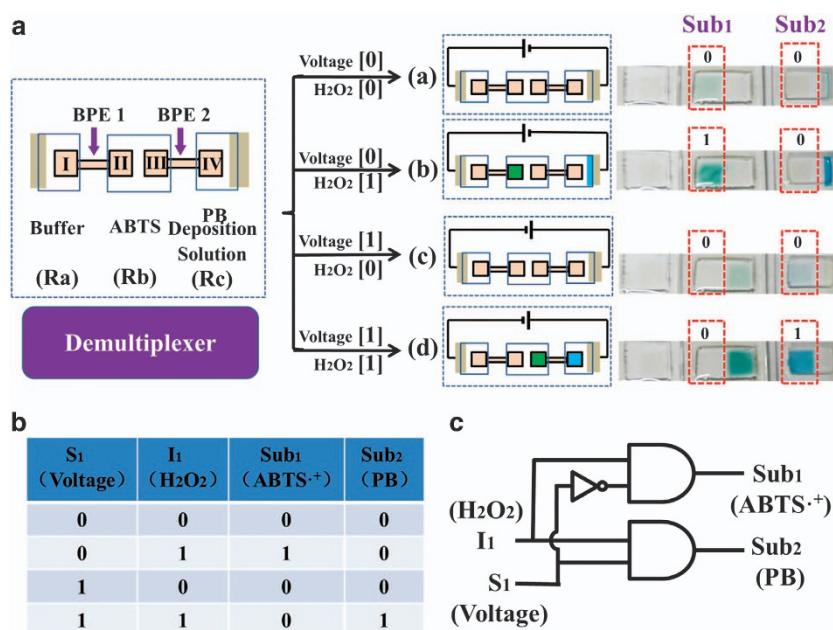 a
BPE 1 BPE 2
I II III IV
Buffer ABTS PB
Deposition
Solution
(Ra) (Rb) (Rc)
Demultiplexer
Voltage [0]
H2O2 [0]
(a)
Voltage [0]
H2O2 [1]
(b)
Voltage [1]
H2O2 [0]
(c)
Voltage [1]
H2O2 [1]
(d)
Sub1 Sub2
0 0
1 0
0 0
0 1
b
S1 I1 Sub1 Sub2
(Voltage) (H2O2) (ABTS·+) (PB)
0 0 0 0
0 1 1 0
1 0 0 0
1 1 0 1
c
(H2O2)
I1
S1
(Voltage)
Sub1
(ABTS·+)
Sub2
(PB)